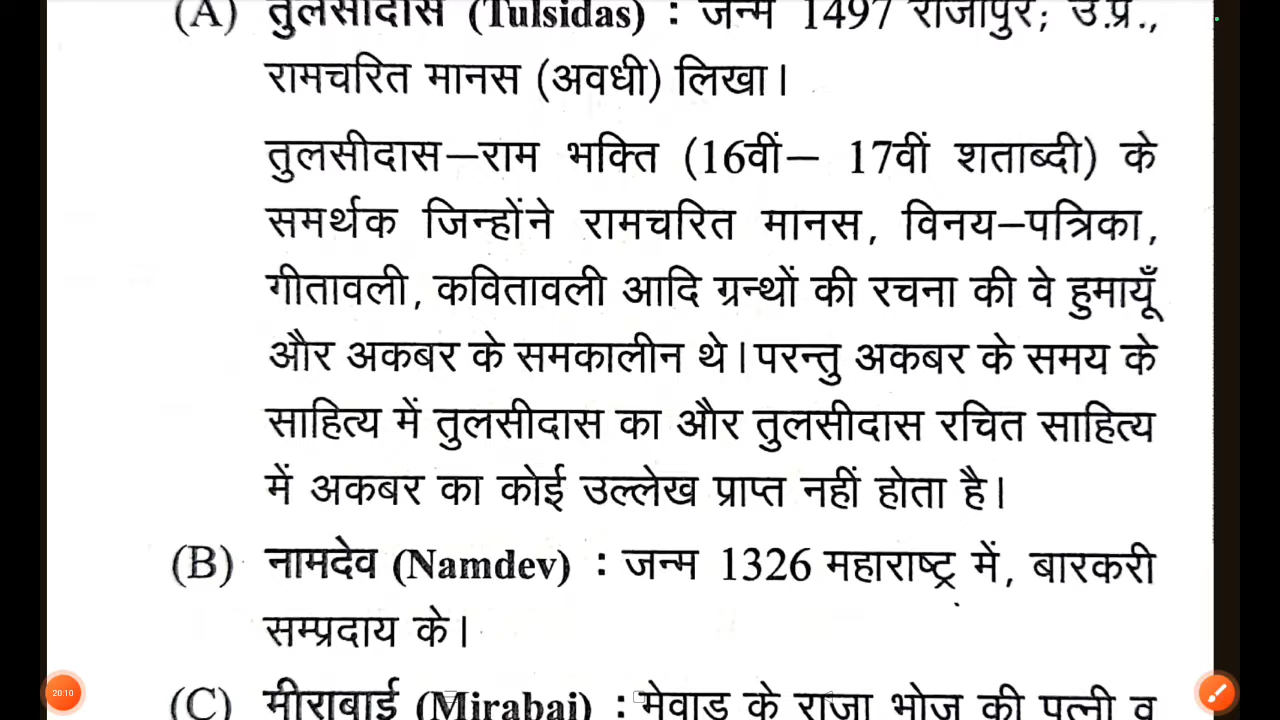 (A) तुलसीदास (Tulsidas) : जन्म 1497 राजापुर; उ.प्र.,
रामचरित मानस (अवधी) लिखा।
तुलसीदास–राम भक्ति (16वीं– 17वीं शताब्दी) के
समर्थक जिन्होंने रामचरित मानस, विनय–पत्रिका,
गीतावली, कवितावली आदि ग्रन्थों की रचना की वे हुमायूँ
और अकबर के समकालीन थे। परन्तु अकबर के समय के
साहित्य में तुलसीदास का और तुलसीदास रचित साहित्य
में अकबर का कोई उल्लेख प्राप्त नहीं होता है।
(B) नामदेव (Namdev) : जन्म 1326 महाराष्ट्र में, बारकरी
सम्प्रदाय के।
20:10
(C) मीराबाई (Mirabai) : मेवाड़ के राजा भोज की पत्नी व